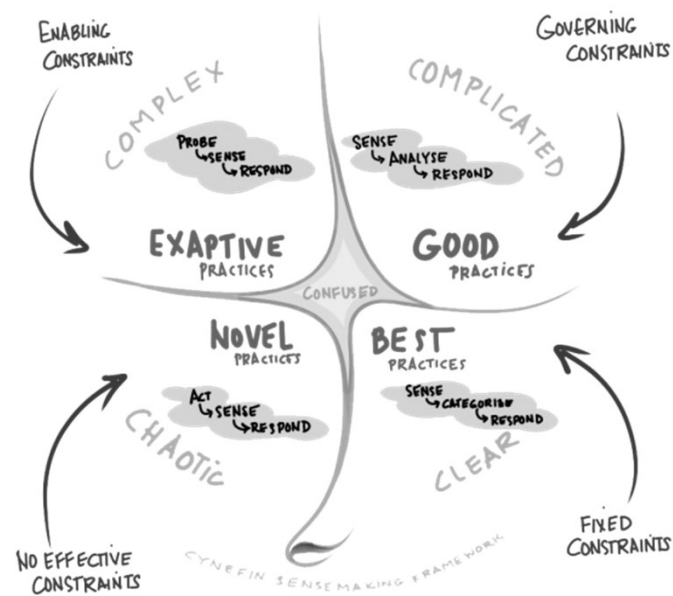 ENABLING
CONSTRAINTS
GOVERNING
CONSTRAINTS
COMPLEX
COMPLICATED
PROBE
SENSE
RESPOND
SENSE
ANALYSE
RESPOND
EXAPTIVE
PRACTICES
GOOD
PRACTICES
CONFUSED
NOVEL
PRACTICES
BEST
PRACTICES
ACT
SENSE
RESPOND
SENSE
CATEGORISE
RESPOND
CHAOTIC
CLEAR
NO EFFECTIVE
CONSTRAINTS
FIXED
CONSTRAINTS
CYNEFIN SENSEMAKING FRAMEWORK